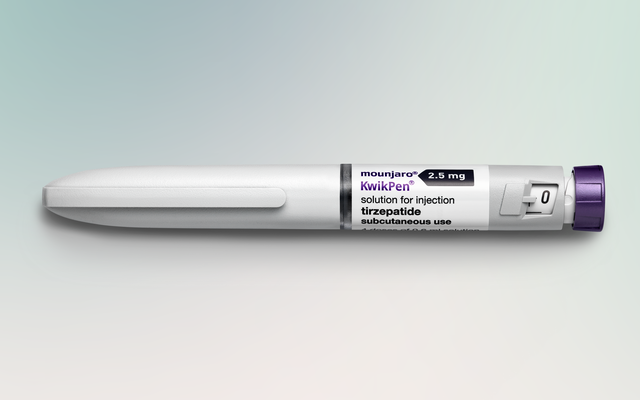 mounjaro® 2.5 mg
KwikPen®
solution for injection
tirzepatide
subcutaneous use
0